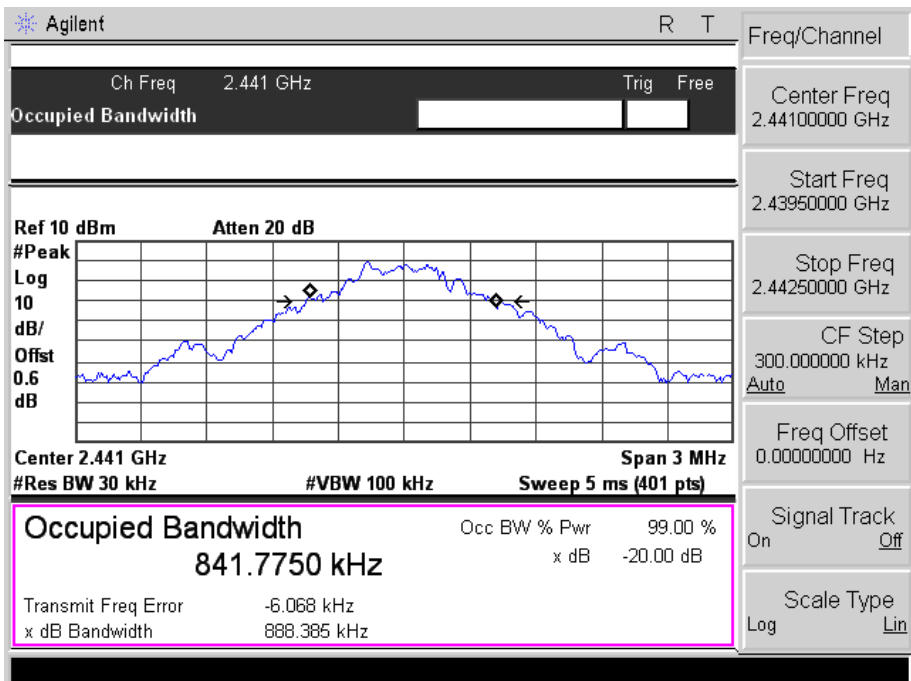 Agilent R T
Ch Freq 2.441 GHz Trig Free
Occupied Bandwidth
Ref 10 dBm Atten 20 dB
#Peak
Log
10
dB/
Offst
0.6
dB
Center 2.441 GHz Span 3 MHz
#Res BW 30 kHz #VBW 100 kHz Sweep 5 ms (401 pts)
Occupied Bandwidth Occ BW % Pwr 99.00 %
841.7750 kHz x dB -20.00 dB
Transmit Freq Error -6.068 kHz
x dB Bandwidth 888.385 kHz
Freq/Channel
Center Freq
2.44100000 GHz
Start Freq
2.43950000 GHz
Stop Freq
2.44250000 GHz
CF Step
300.000000 kHz
Auto Man
Freq Offset
0.00000000 Hz
Signal Track
On Off
Scale Type
Log Lin